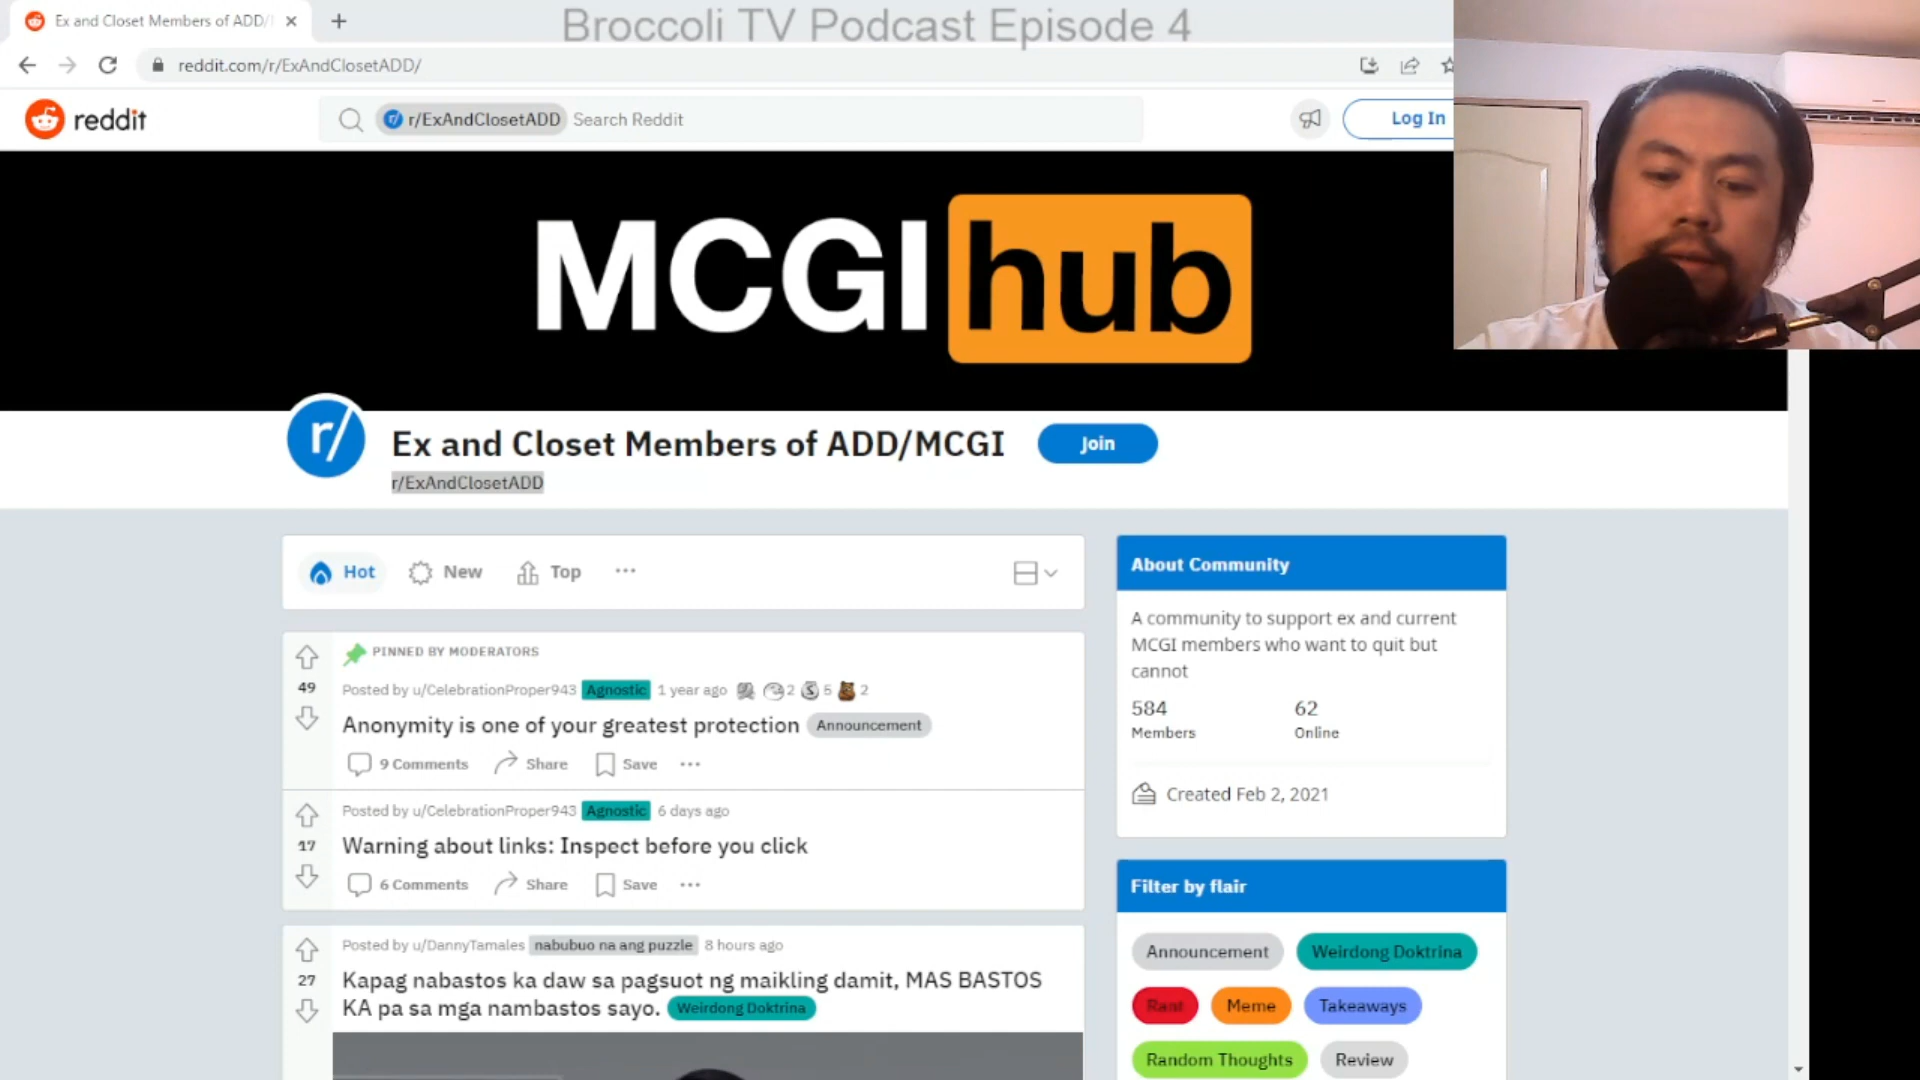 Ex and Closet Members of ADD/
Broccoli TV Podcast Episode 4
reddit.com/r/ExAndClosetADD/
reddit
r/ExAndClosetADD Search Reddit
Log In
MCGI hub
r/
Ex and Closet Members of ADD/MCGI
Join
r/ExAndClosetADD
Hot
New
Top
PINNED BY MODERATORS
49
Posted by u/CelebrationProper943 Agnostic 1 year ago 2 5 2
Anonymity is one of your greatest protection Announcement
9 Comments Share Save
Posted by u/CelebrationProper943 Agnostic 6 days ago
17
Warning about links: Inspect before you click
6 Comments Share Save
Posted by u/DannyTamales nabubuo na ang puzzle 8 hours ago
27
Kapag nabastos ka daw sa pagsuot ng maikling damit, MAS BASTOS
KA pa sa mga nambastos sayo. Weirdong Doktrina
About Community
A community to support ex and current
MCGI members who want to quit but
cannot
584 62
Members Online
Created Feb 2, 2021
Filter by flair
Announcement Weirdong Doktrina
Rant Meme Takeaways
Random Thoughts Review